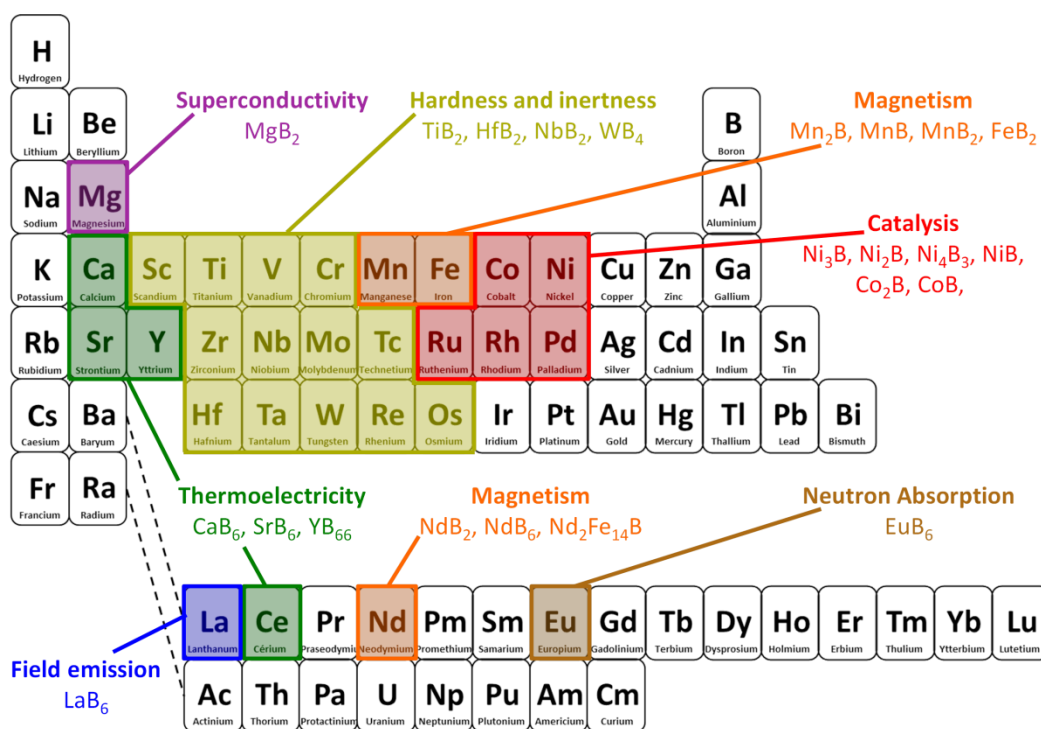 H
Hydrogen
Superconductivity
MgB₂
Hardness and inertness
TiB₂, HfB₂, NbB₂, WB₄
Magnetism
Mn₂B, MnB, MnB₂, FeB₂
Li Be B
Lithium Beryllium Boron
Na Mg Al
Sodium Magnesium Aluminium
Catalysis
Ni₃B, Ni₂B, Ni₄B₃, NiB,
Co₂B, CoB,
K Ca Sc Ti V Cr Mn Fe Co Ni Cu Zn Ga
Potassium Calcium Scandium Titanium Vanadium Chromium Manganese Iron Cobalt Nickel Copper Zinc Gallium
Rb Sr Y Zr Nb Mo Tc Ru Rh Pd Ag Cd In Sn
Rubidium Strontium Yttrium Zirconium Niobium Molybdenum Technetium Ruthenium Rhodium Palladium Silver Cadmium Indium Tin
Cs Ba Hf Ta W Re Os Ir Pt Au Hg Tl Pb Bi
Caesium Baryum Hafnium Tantalum Tungsten Rhenium Osmium Iridium Platinum Gold Mercury Thallium Lead Bismuth
Fr Ra
Francium Radium
Thermoelectricity
CaB₆, SrB₆, YB₆₆
Magnetism
NdB₂, NdB₆, Nd₂Fe₁₄B
Neutron Absorption
EuB₆
La Ce Pr Nd Pm Sm Eu Gd Tb Dy Ho Er Tm Yb Lu
Lanthanum Cérium Praseodymiu Neodymium Promethium Samarium Europium Gadolinium Terbium Dysprosium Holmium Erbium Thulium Ytterbium Lutetium
Field emission
LaB₆
Ac Th Pa U Np Pu Am Cm
Actinium Thorium Protactinium Uranium Neptunium Plutonium Americium Curium